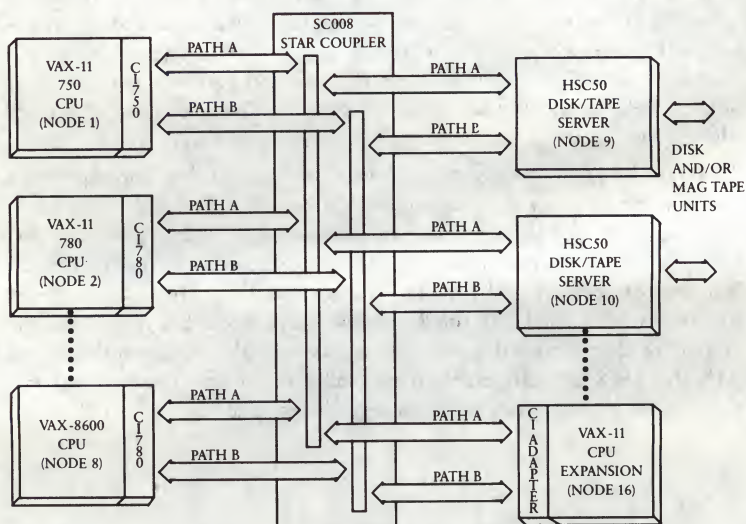 SC008
STAR COUPLER
VAX-11
750
CPU
(NODE 1)
CI750
PATH A
PATH B
PATH A
PATH B
HSC50
DISK/TAPE
SERVER
(NODE 9)
DISK
AND/OR
MAG TAPE
UNITS
VAX-11
780
CPU
(NODE 2)
CI780
PATH A
PATH B
PATH A
PATH B
HSC50
DISK/TAPE
SERVER
(NODE 10)
VAX-8600
CPU
(NODE 8)
CI780
PATH A
PATH B
PATH A
PATH B
CI ADAPTER
VAX-11
CPU
EXPANSION
(NODE 16)